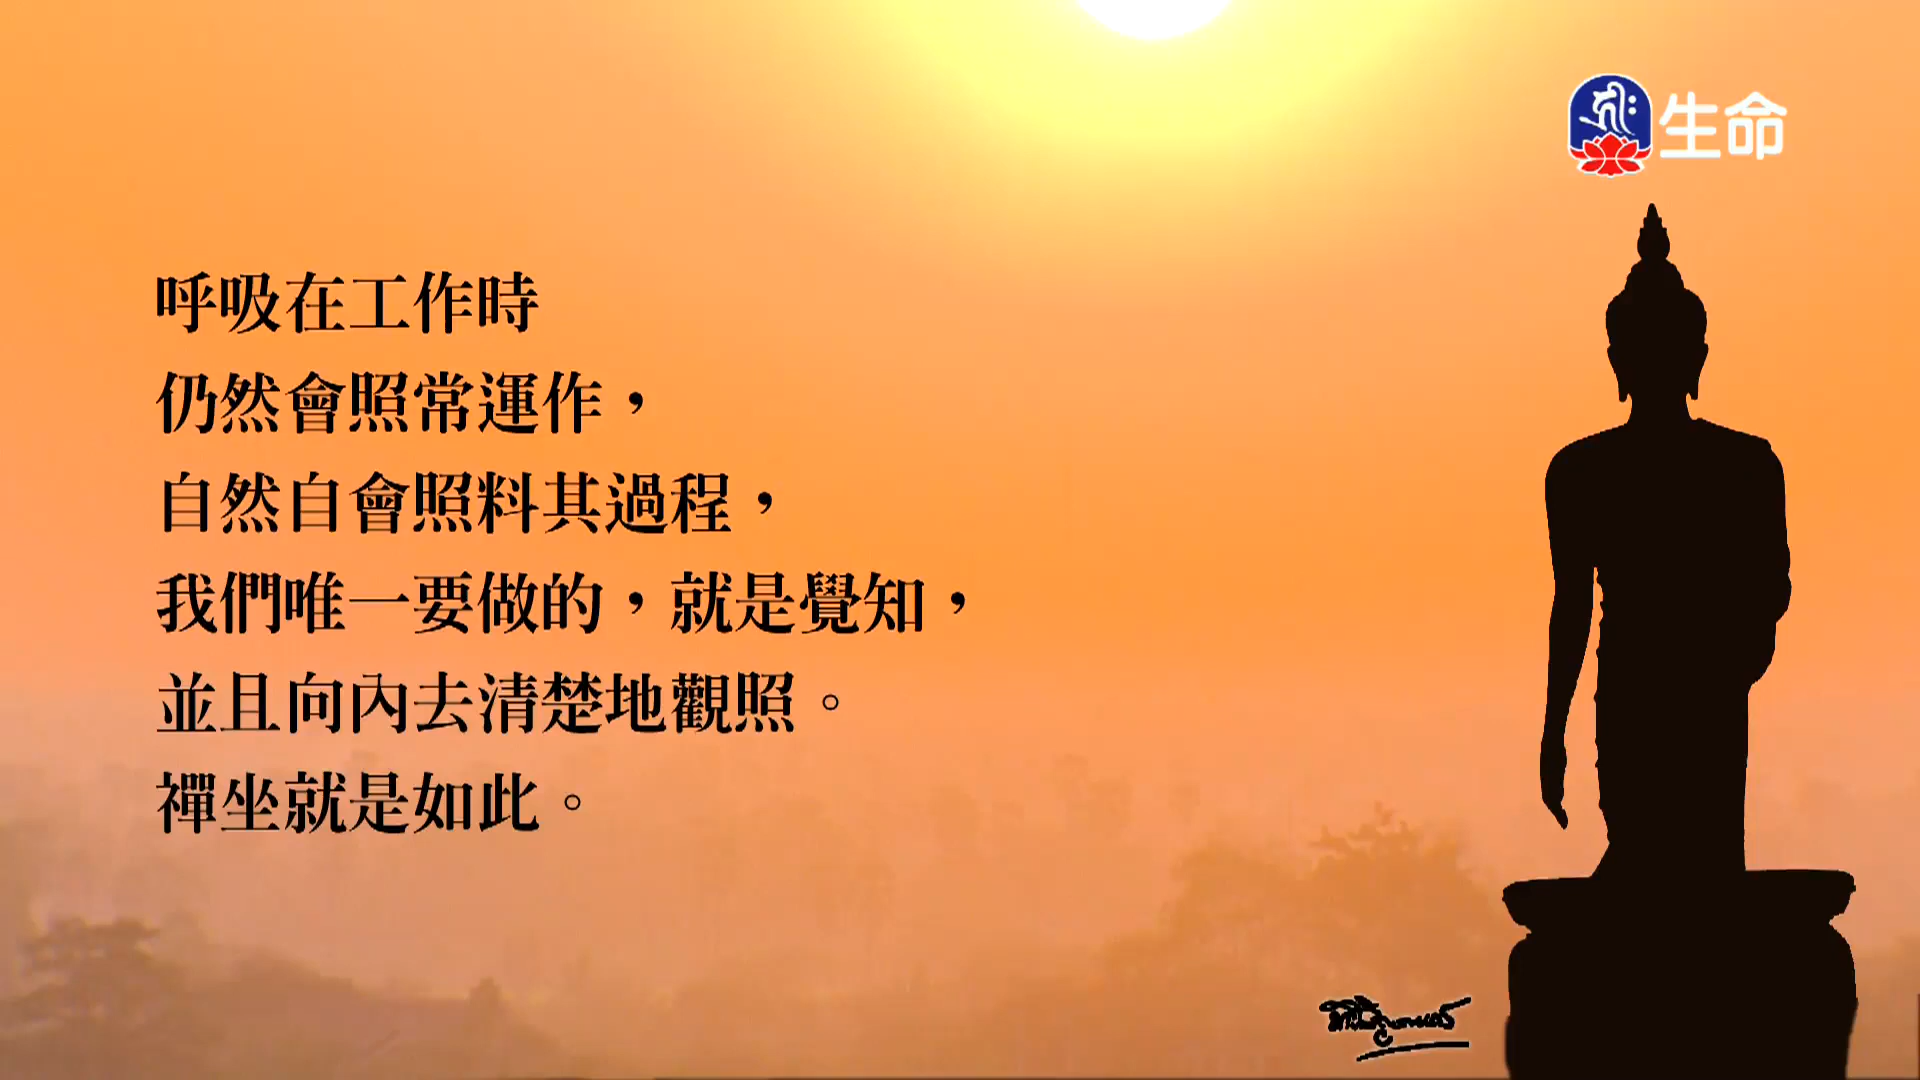 生命
呼吸在工作時
仍然會照常運作，
自然自會照料其過程，
我們唯一要做的，就是覺知，
並且向內去清楚地觀照。
禪坐就是如此。